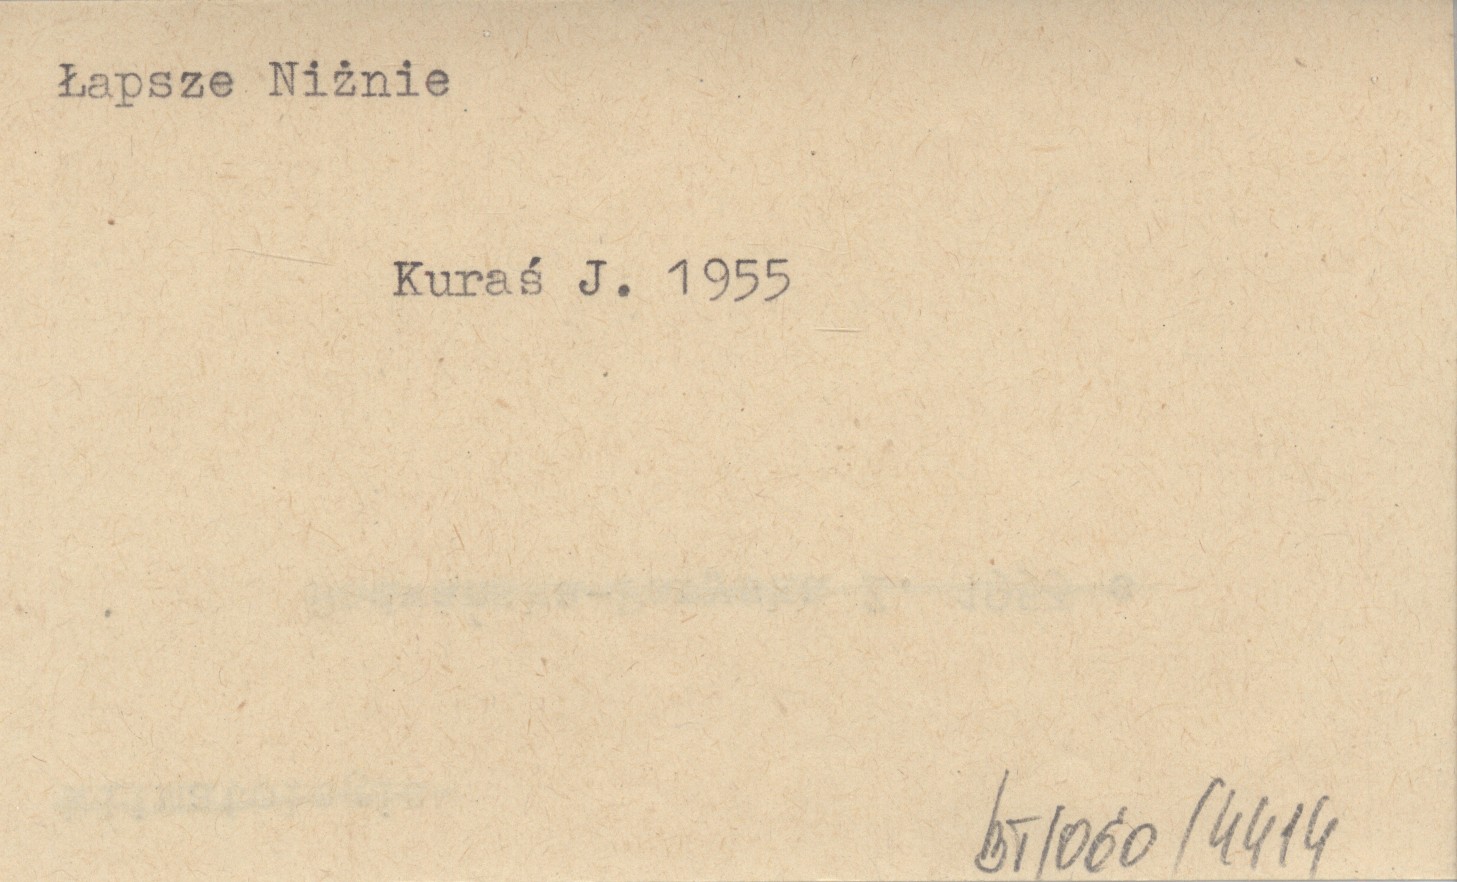 Łapsze Niżnie
Kuraś J. 1955
bT/060/4414